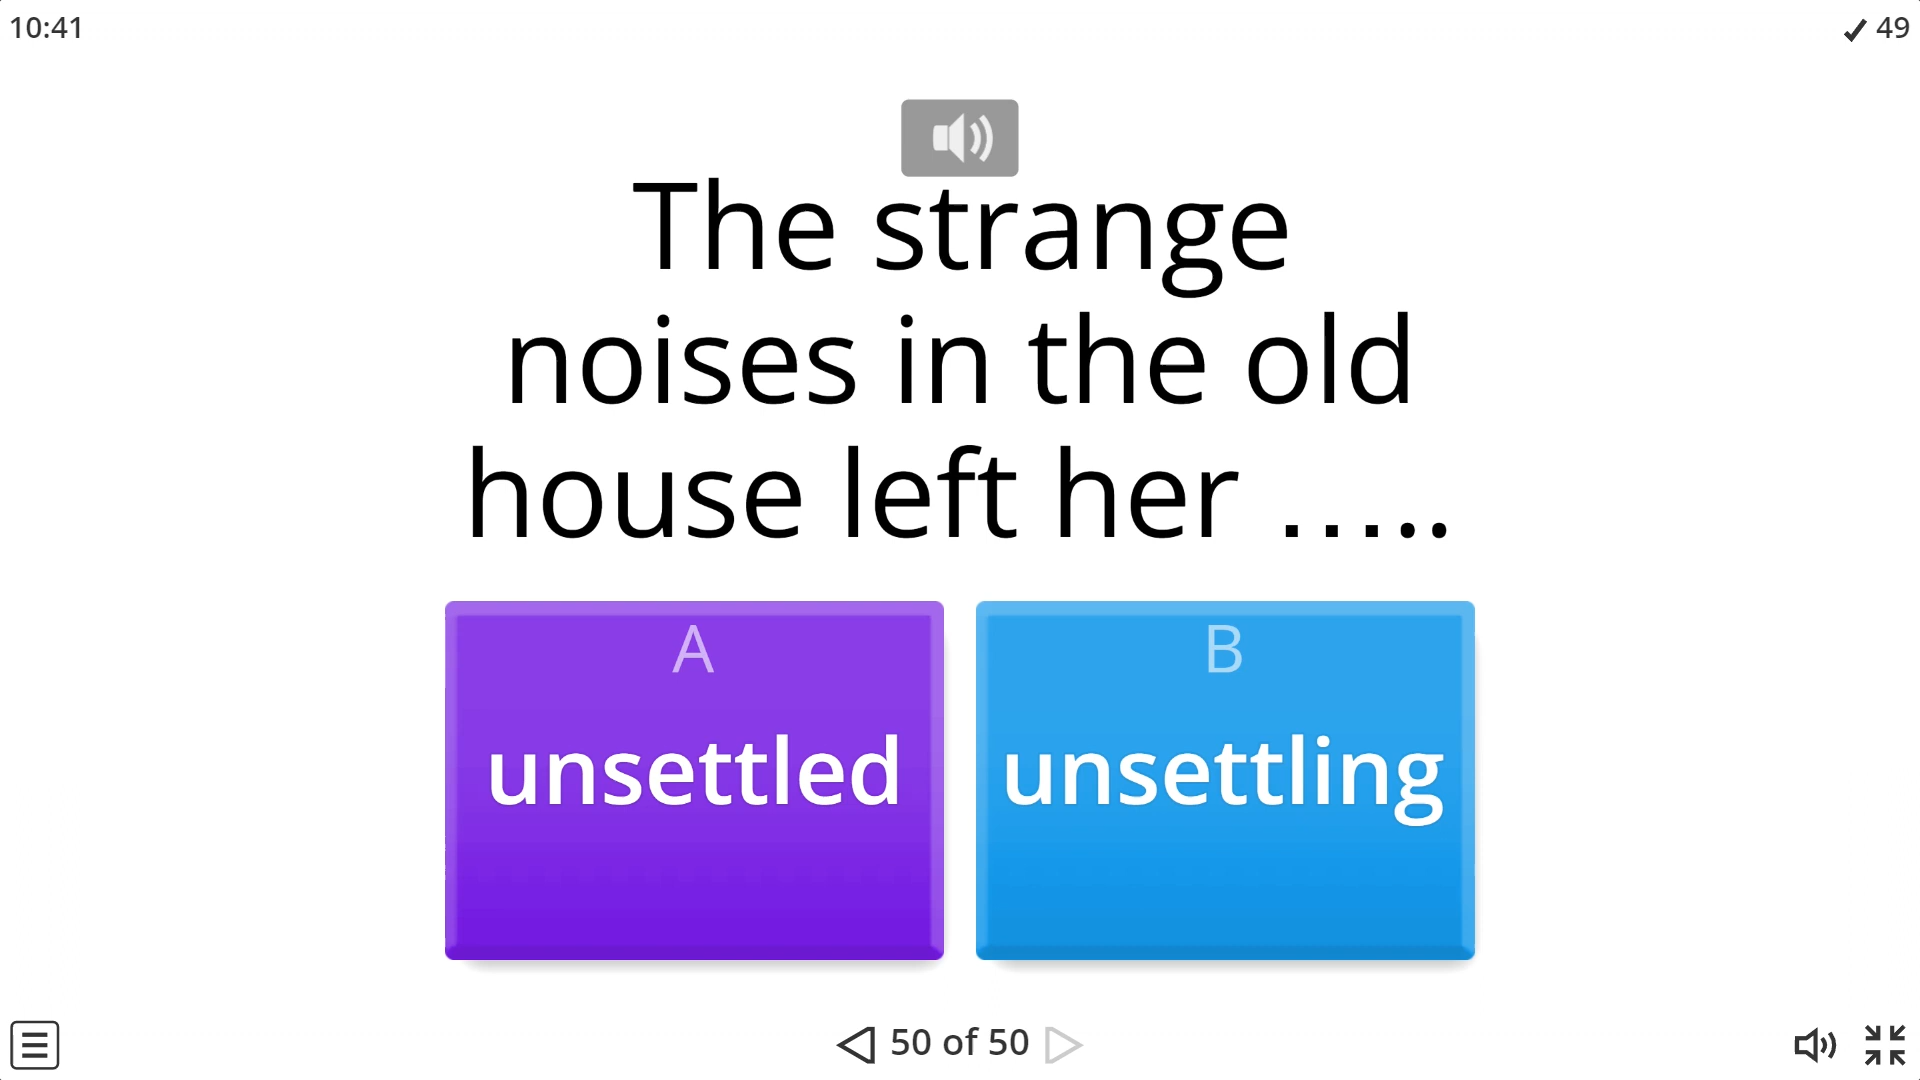 10:41
✓ 49
The strange
noises in the old
house left her .....
A
unsettled
B
unsettling
50 of 50